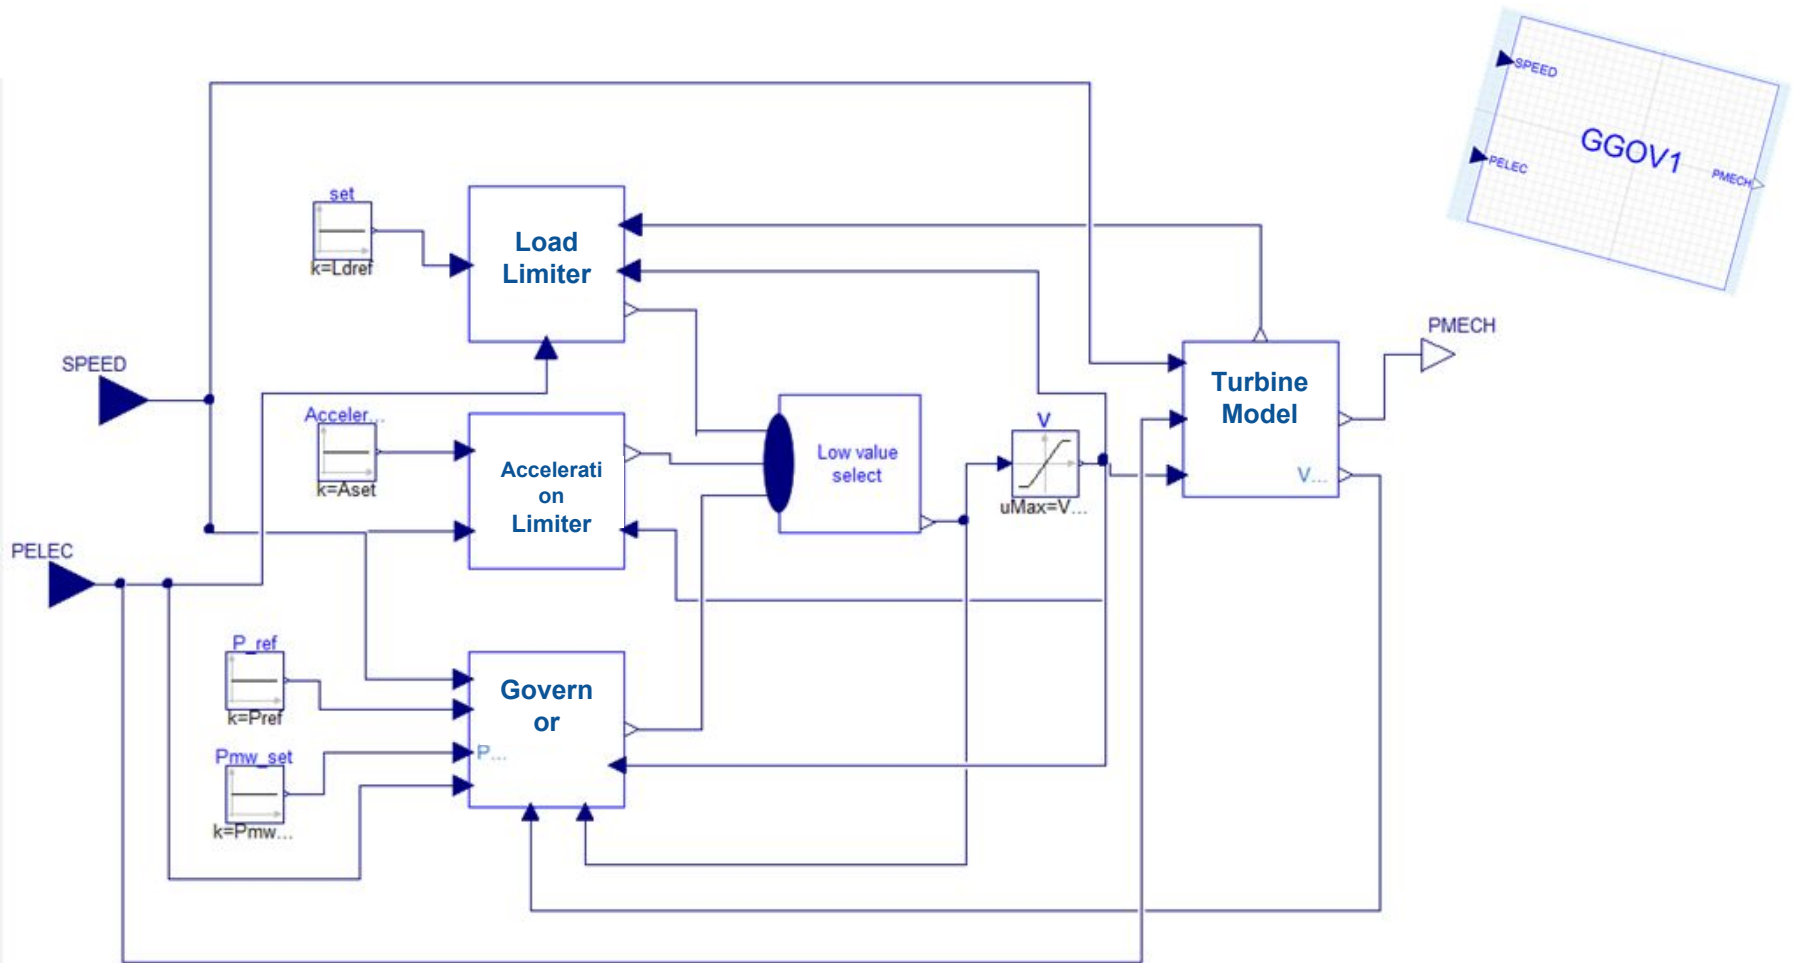 SPEED
PELEC
GGOV1
PMECH
set
k=Ldref
Load
Limiter
SPEED
PMECH
Turbine
Model
V...
Acceler...
k=Aset
Accelerati
on
Limiter
Low value
select
V
uMax=V...
PELEC
P_ref
k=Pref
Pmw_set
k=Pmw...
Govern
or
P...